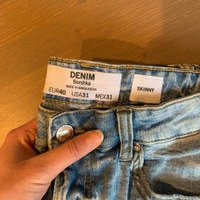 DENIM
Bershka
MADE IN BANGLADESH
EUR40 USA31 MEX31
SKINNY